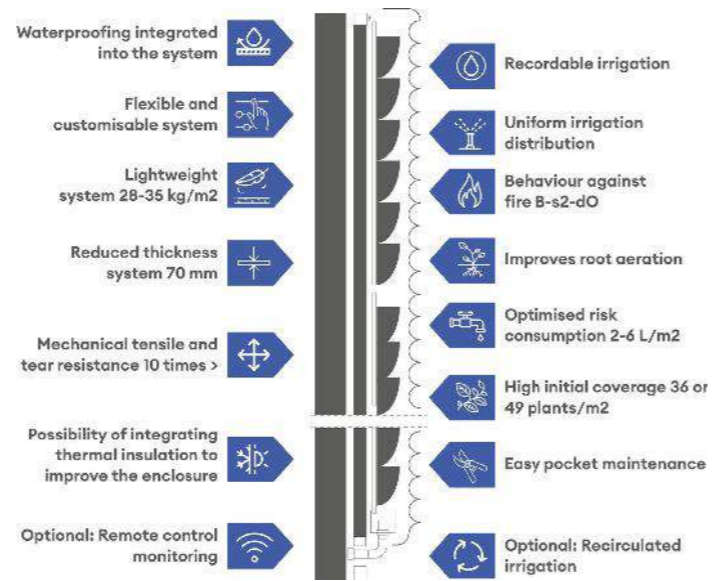 Waterproofing integrated
into the system
Flexible and
customisable system
Lightweight
system 28-35 kg/m2
Reduced thickness
system 70 mm
Mechanical tensile and
tear resistance 10 times >
Possibility of integrating
thermal insulation to
improve the enclosure
Optional: Remote control
monitoring
Recordable irrigation
Uniform irrigation
distribution
Behaviour against
fire B-s2-dO
Improves root aeration
Optimised risk
consumption 2-6 L/m2
High initial coverage 36 or
49 plants/m2
Easy pocket maintenance
Optional: Recirculated
irrigation